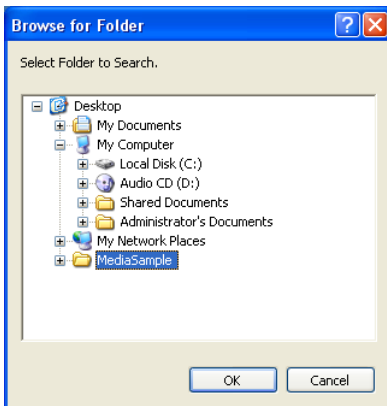 Browse for Folder
Select Folder to Search.
Desktop
My Documents
My Computer
Local Disk (C:)
Audio CD (D:)
Shared Documents
Administrator's Documents
My Network Places
MediaSample
OK Cancel